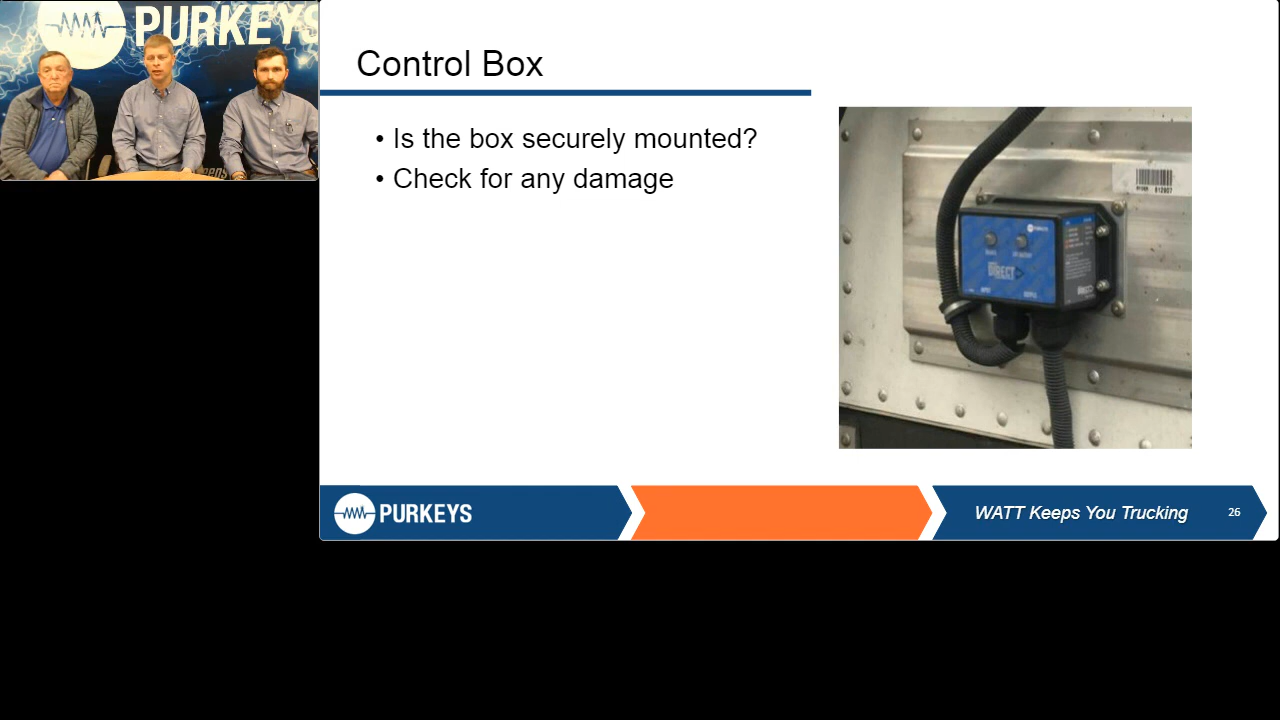 PURKEYS
Control Box
• Is the box securely mounted?
• Check for any damage
DIRECT
PURKEYS
WATT Keeps You Trucking
26